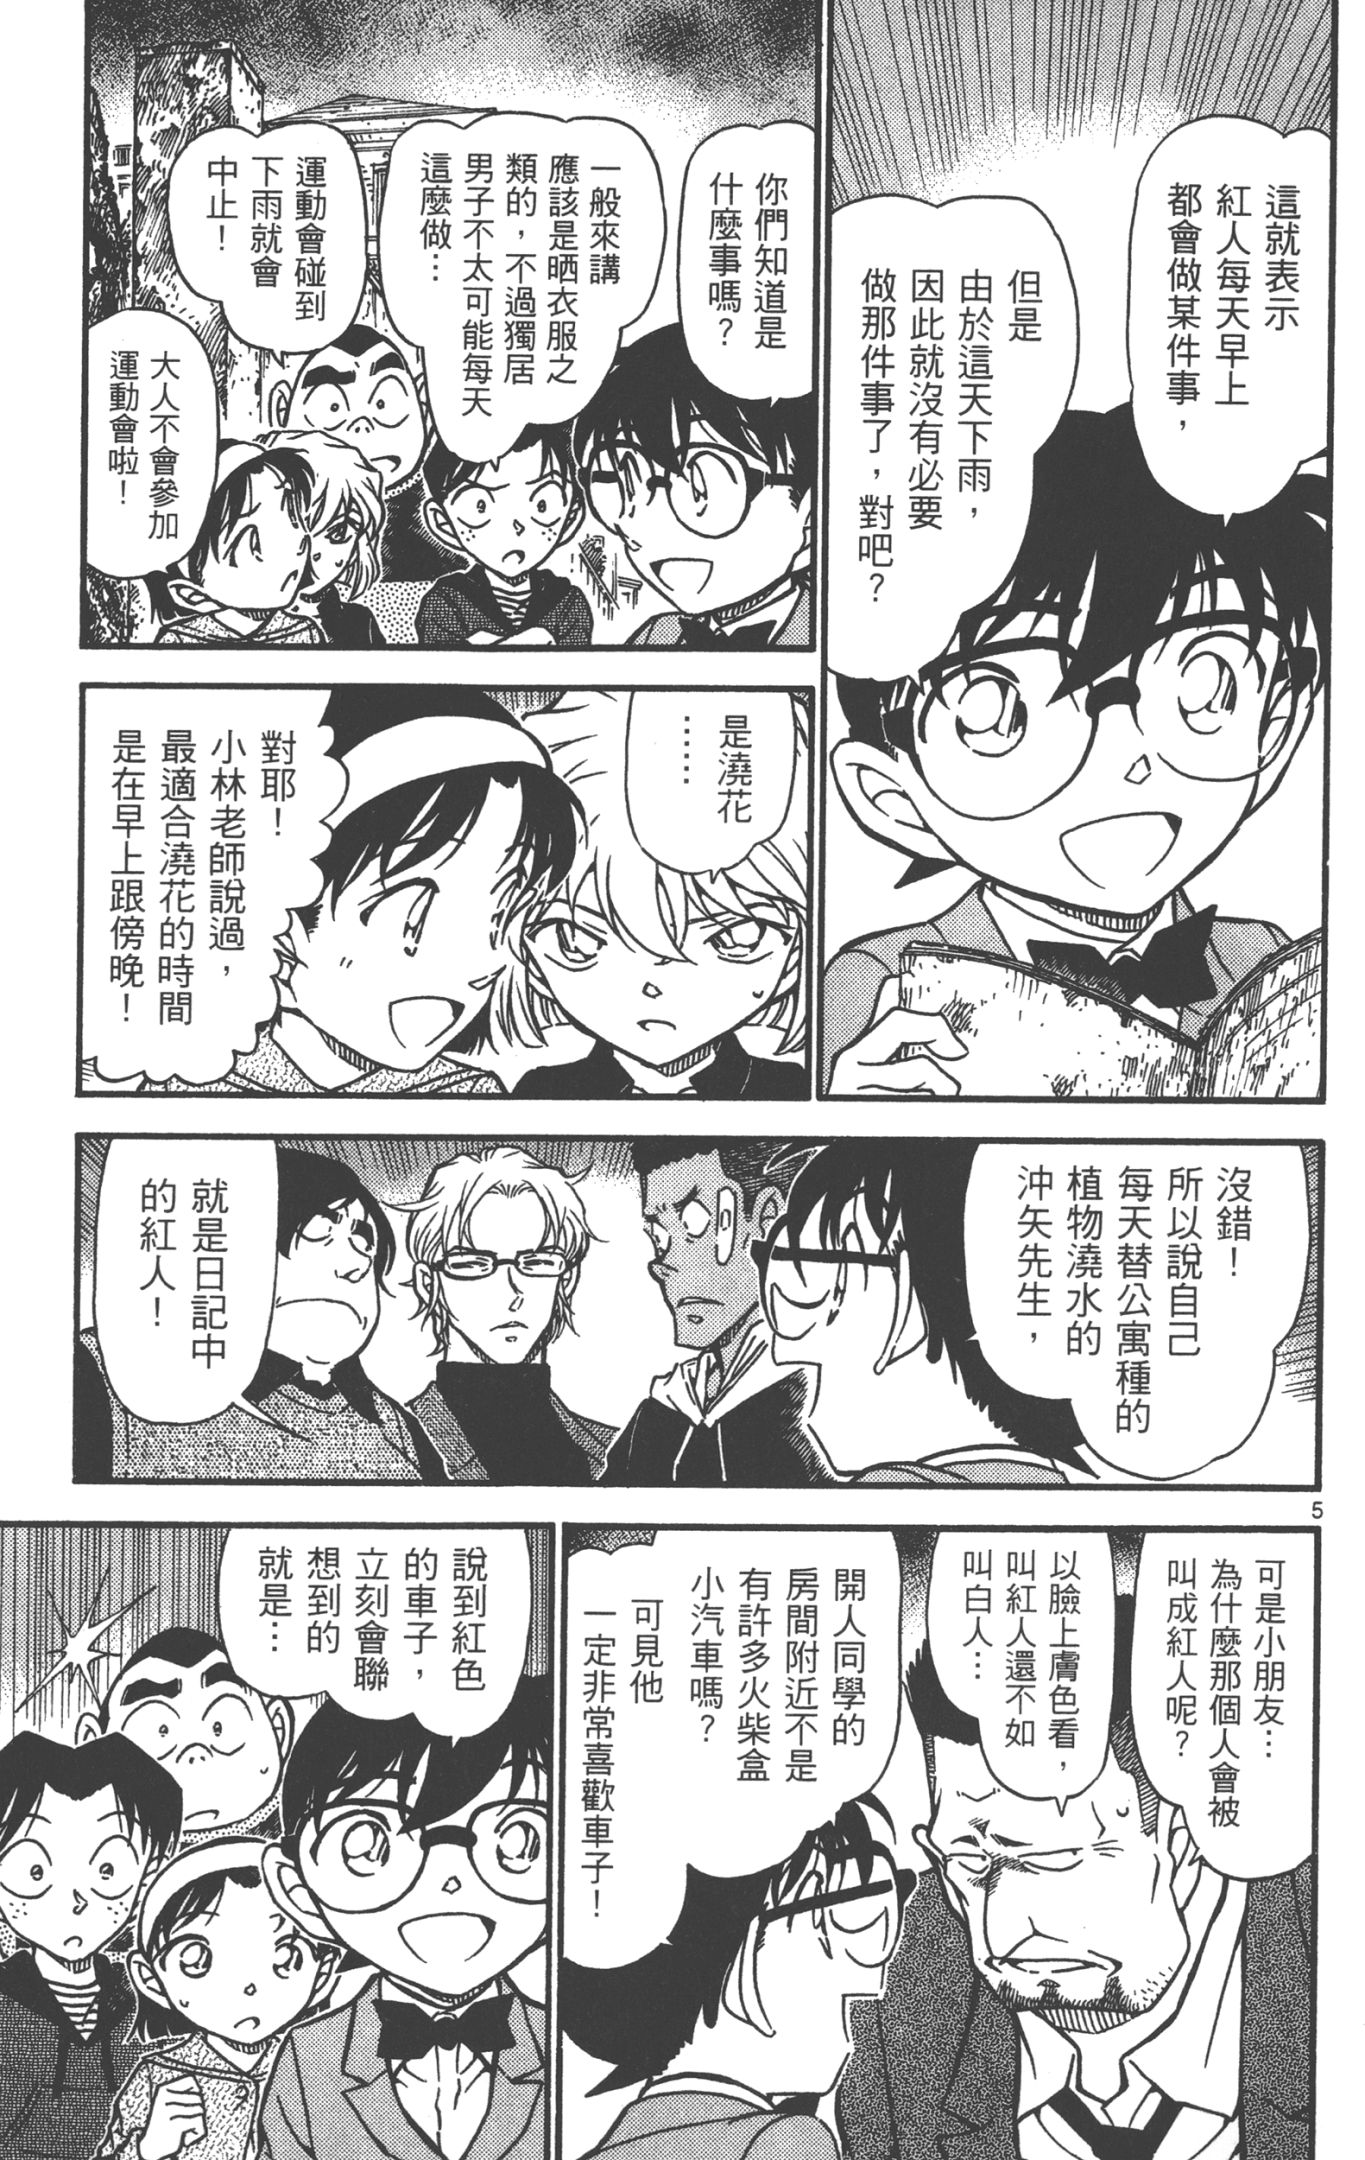 這就表示
紅人每天早上
都會做某件事，
但是
由於這天下雨，
因此就沒有必要
做那件事了，對吧？
你們知道是
什麼事嗎？
一般來講
應該是晒衣服之
類的，不過獨居
男子不太可能每天
這麼做…
運動會碰到
下雨就會
中止！
大人不會參加
運動會啦！
是澆花
……
對耶！
小林老師說過，
最適合澆花的時間
是在早上跟傍晚！
沒錯！
所以說自己
每天替公寓種的
植物澆水的
沖矢先生，
就是日記中
的紅人！
5
可是小朋友…
為什麼那個人會被
叫成紅人呢？
以臉上膚色看，
叫紅人還不如
叫白人…
開人同學的
房間附近不是
有許多火柴盒
小汽車嗎？
可見他
一定非常喜歡車子！
說到紅色
的車子，
立刻會聯
想到的
就是…